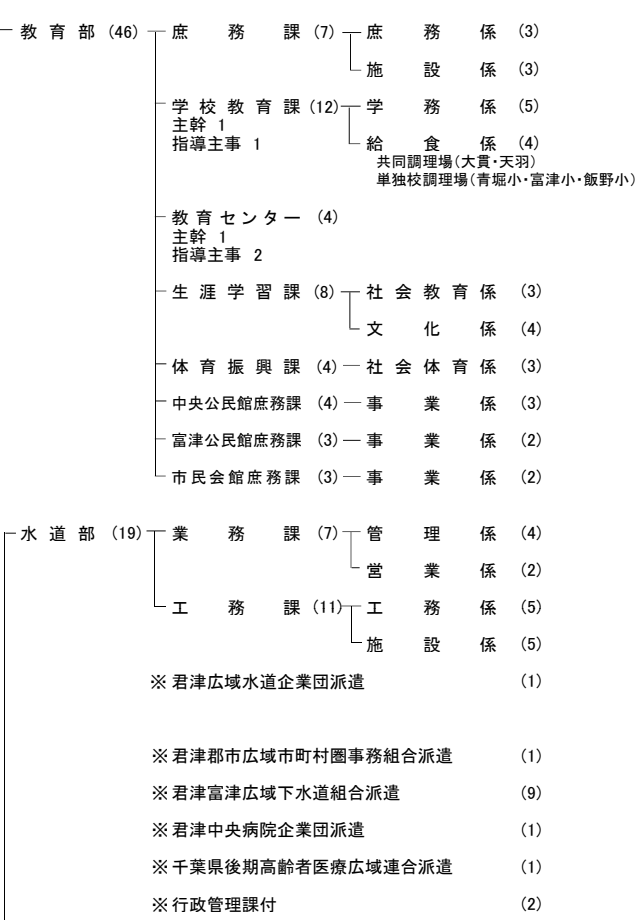 教育部 (46) 庶務課 (7) 庶務係 (3)
施設係 (3)
学校教育課 (12) 学務係 (5)
主幹 1
指導主事 1 給食係 (4)
共同調理場(大貫・天羽)
単独校調理場(青堀小・富津小・飯野小)
教育センター (4)
主幹 1
指導主事 2
生涯学習課 (8) 社会教育係 (3)
文化係 (4)
体育振興課 (4) 社会体育係 (3)
中央公民館庶務課 (4) 事業係 (3)
富津公民館庶務課 (3) 事業係 (2)
市民会館庶務課 (3) 事業係 (2)
水道部 (19) 業務課 (7) 管理係 (4)
営業係 (2)
工務課 (11) 工務係 (5)
施設係 (5)
※君津広域水道企業団派遣 (1)
※君津郡市広域市町村圏事務組合派遣 (1)
※君津富津広域下水道組合派遣 (9)
※君津中央病院企業団派遣 (1)
※千葉県後期高齢者医療広域連合派遣 (1)
※行政管理課付 (2)